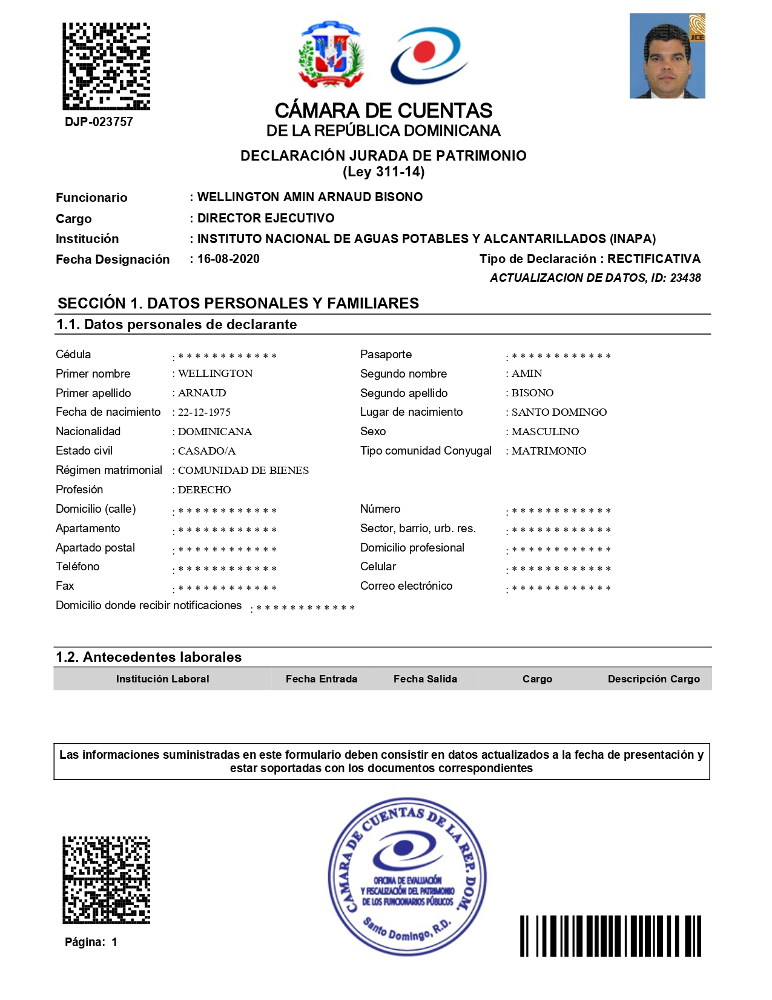 JCE
DJP-023757
CÁMARA DE CUENTAS
DE LA REPÚBLICA DOMINICANA
DECLARACIÓN JURADA DE PATRIMONIO
(Ley 311-14)
Funcionario : WELLINGTON AMIN ARNAUD BISONO
Cargo : DIRECTOR EJECUTIVO
Institución : INSTITUTO NACIONAL DE AGUAS POTABLES Y ALCANTARILLADOS (INAPA)
Fecha Designación : 16-08-2020 Tipo de Declaración : RECTIFICATIVA
ACTUALIZACION DE DATOS, ID: 23438
SECCIÓN 1. DATOS PERSONALES Y FAMILIARES
1.1. Datos personales de declarante
Cédula : * * * * * * * * * * * * Pasaporte : * * * * * * * * * * * *
Primer nombre : WELLINGTON Segundo nombre : AMIN
Primer apellido : ARNAUD Segundo apellido : BISONO
Fecha de nacimiento : 22-12-1975 Lugar de nacimiento : SANTO DOMINGO
Nacionalidad : DOMINICANA Sexo : MASCULINO
Estado civil : CASADO/A Tipo comunidad Conyugal : MATRIMONIO
Régimen matrimonial : COMUNIDAD DE BIENES
Profesión : DERECHO
Domicilio (calle) : * * * * * * * * * * * * Número : * * * * * * * * * * * *
Apartamento : * * * * * * * * * * * * Sector, barrio, urb. res. : * * * * * * * * * * * *
Apartado postal : * * * * * * * * * * * * Domicilio profesional : * * * * * * * * * * * *
Teléfono : * * * * * * * * * * * * Celular : * * * * * * * * * * * *
Fax : * * * * * * * * * * * * Correo electrónico : * * * * * * * * * * * *
Domicilio donde recibir notificaciones : * * * * * * * * * * * *
1.2. Antecedentes laborales
Institución Laboral Fecha Entrada Fecha Salida Cargo Descripción Cargo
Las informaciones suministradas en este formulario deben consistir en datos actualizados a la fecha de presentación y
estar soportadas con los documentos correspondientes
CAMARA DE CUENTAS DE LA REP. DOM.
OFICINA DE EVALUACIÓN
Y FISCALIZACIÓN DEL PATRIMONIO
DE LOS FUNCIONARIOS PÚBLICOS
Santo Domingo, R.D.
Página: 1